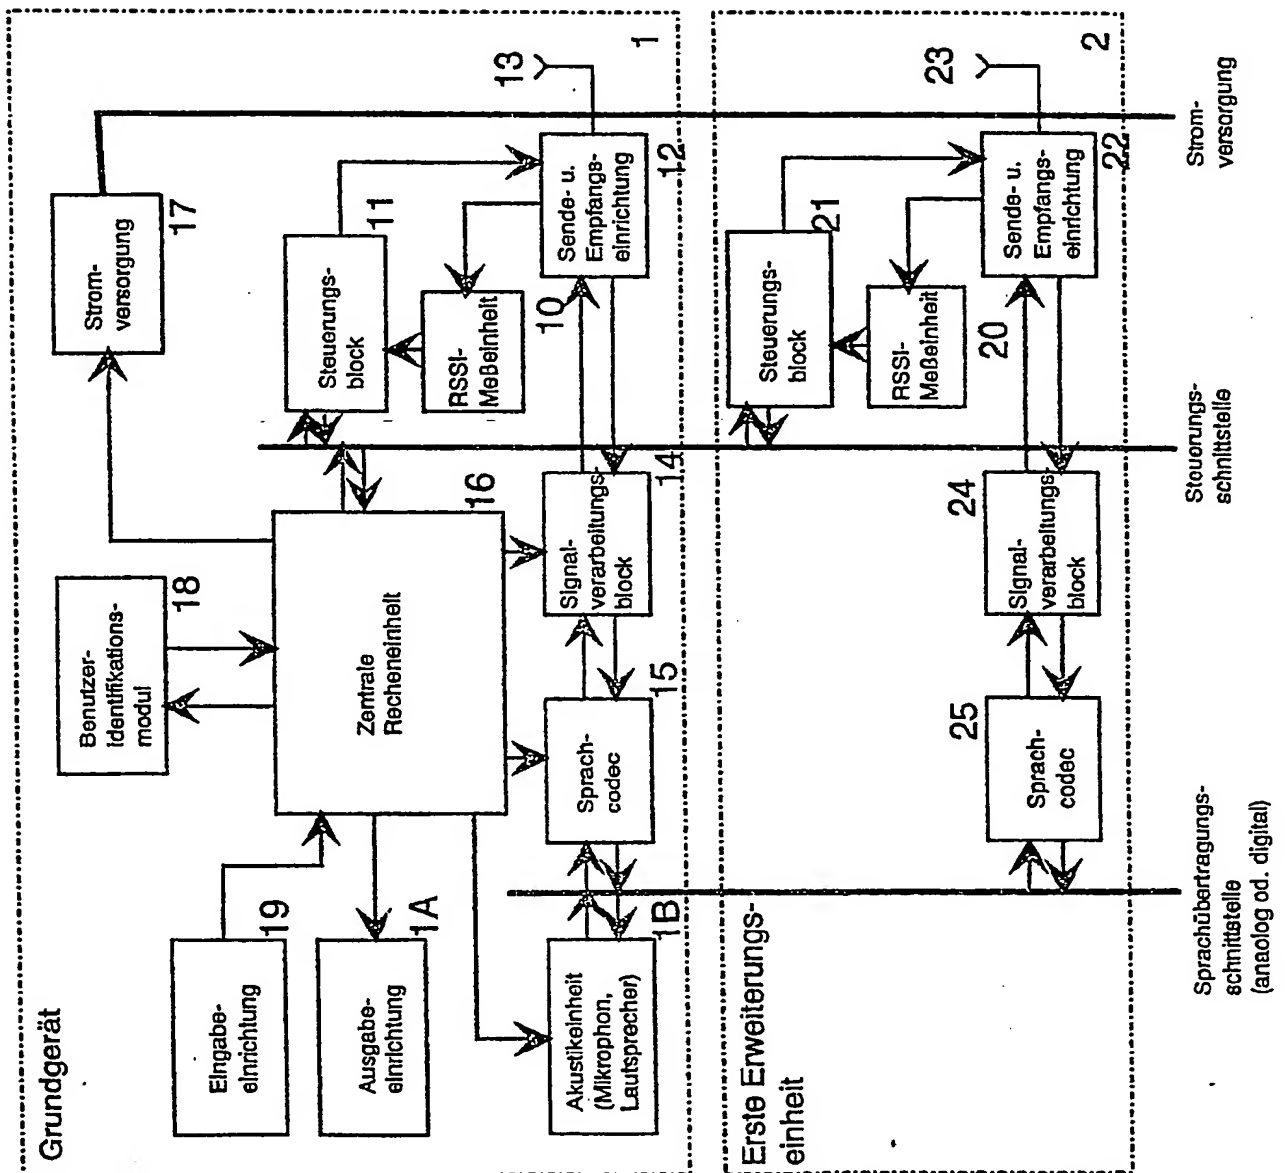 Grundgerät
1
Eingabe-
einrichtung
19
Ausgabe-
einrichtung
1A
Akustikeinheit
(Mikrophon,
Lautsprecher)
1B
Benutzer-
identifikations-
modul
18
Zentrale
Recheneinheit
16
Sprach-
codec
15
Signal-
verarbeitungs
block
14
Strom-
versorgung
17
Steuerungs-
block
11
RSSI-
Meßeinheit
10
Sende- u.
Empfangs-
einrichtung
12
13
Erste Erweiterungs-
einheit
2
Sprach-
codec
25
Signal-
verarbeitungs
block
24
Steuerungs-
block
21
RSSI-
Meßeinheit
20
Sende- u.
Empfangs-
einrichtung
22
23
Sprachübertragungs-
schnittstelle
(anaolog od. digital)
Steuerungs-
schnittstelle
Strom-
versorgung